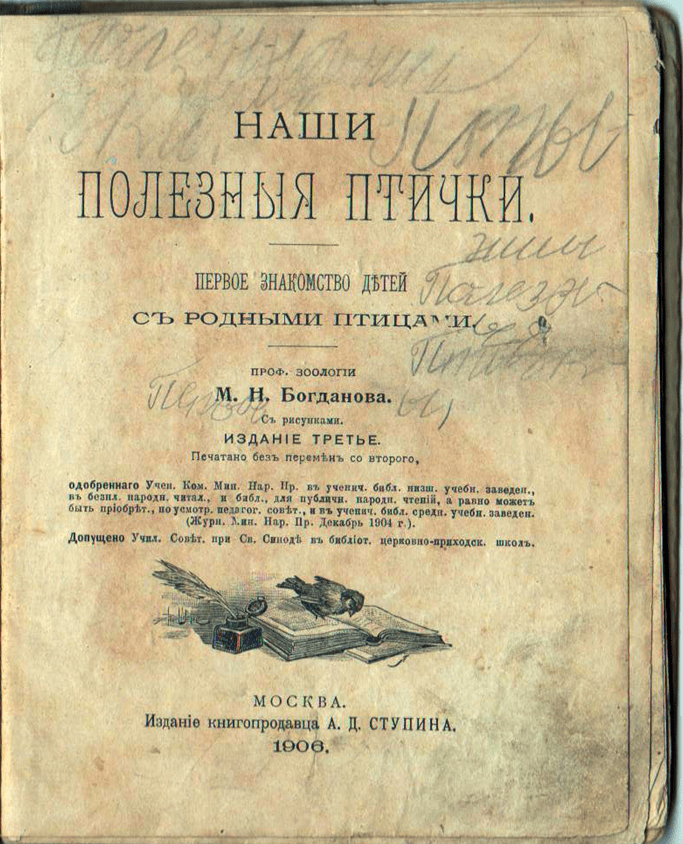 НАШИ
ПОЛЕЗНЫЯ ПТИЧКИ.
ПЕРВОЕ ЗНАКОМСТВО ДѢТЕЙ
СЪ РОДНЫМИ ПТИЦАМИ.
ПРОФ. ЗООЛОГІИ
М. Н. Богданова.
Съ рисунками.
ИЗДАНІЕ ТРЕТЬЕ.
Печатано безъ перемѣнъ со второго,
одобреннаго Учен. Ком. Мин. Нар. Пр. въ ученич. библ. низш. учебн. заведен.,
въ безпл. народн. читал., и библ., для публичн. народн. чтеній, а равно можетъ
быть пріобрѣт., по усмотр. педагог. совѣт., и въ ученич. библ. средн. учебн. заведен.
(Журн. Мин. Нар. Пр. Декабрь 1904 г.).
Допущено Учил. Совѣт. при Св. Синодѣ въ библіот. церковно-приходск. школъ.
МОСКВА.
Изданіе книгопродавца А. Д. СТУПИНА.
1906.